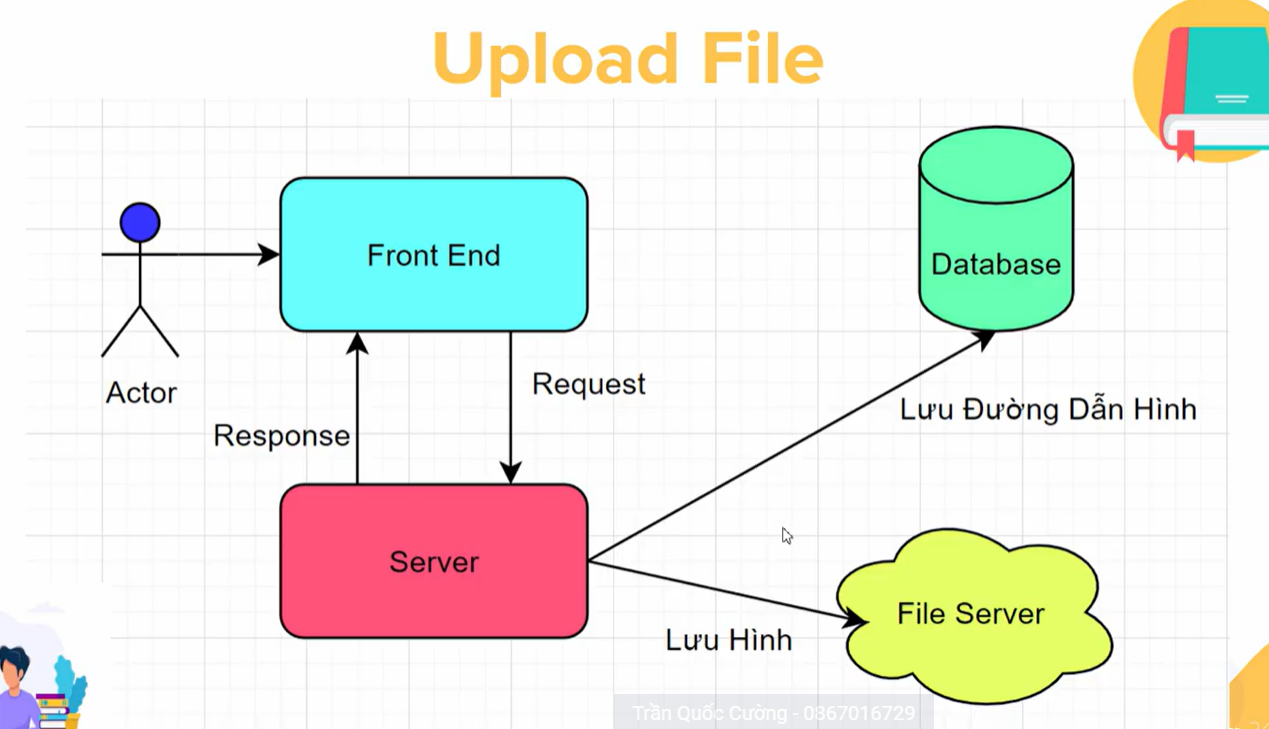 Upload File
Front End
Database
Actor
Request
Lưu Đường Dẫn Hình
Response
Server
File Server
Lưu Hình
Trần Quốc Cường - 0367016729